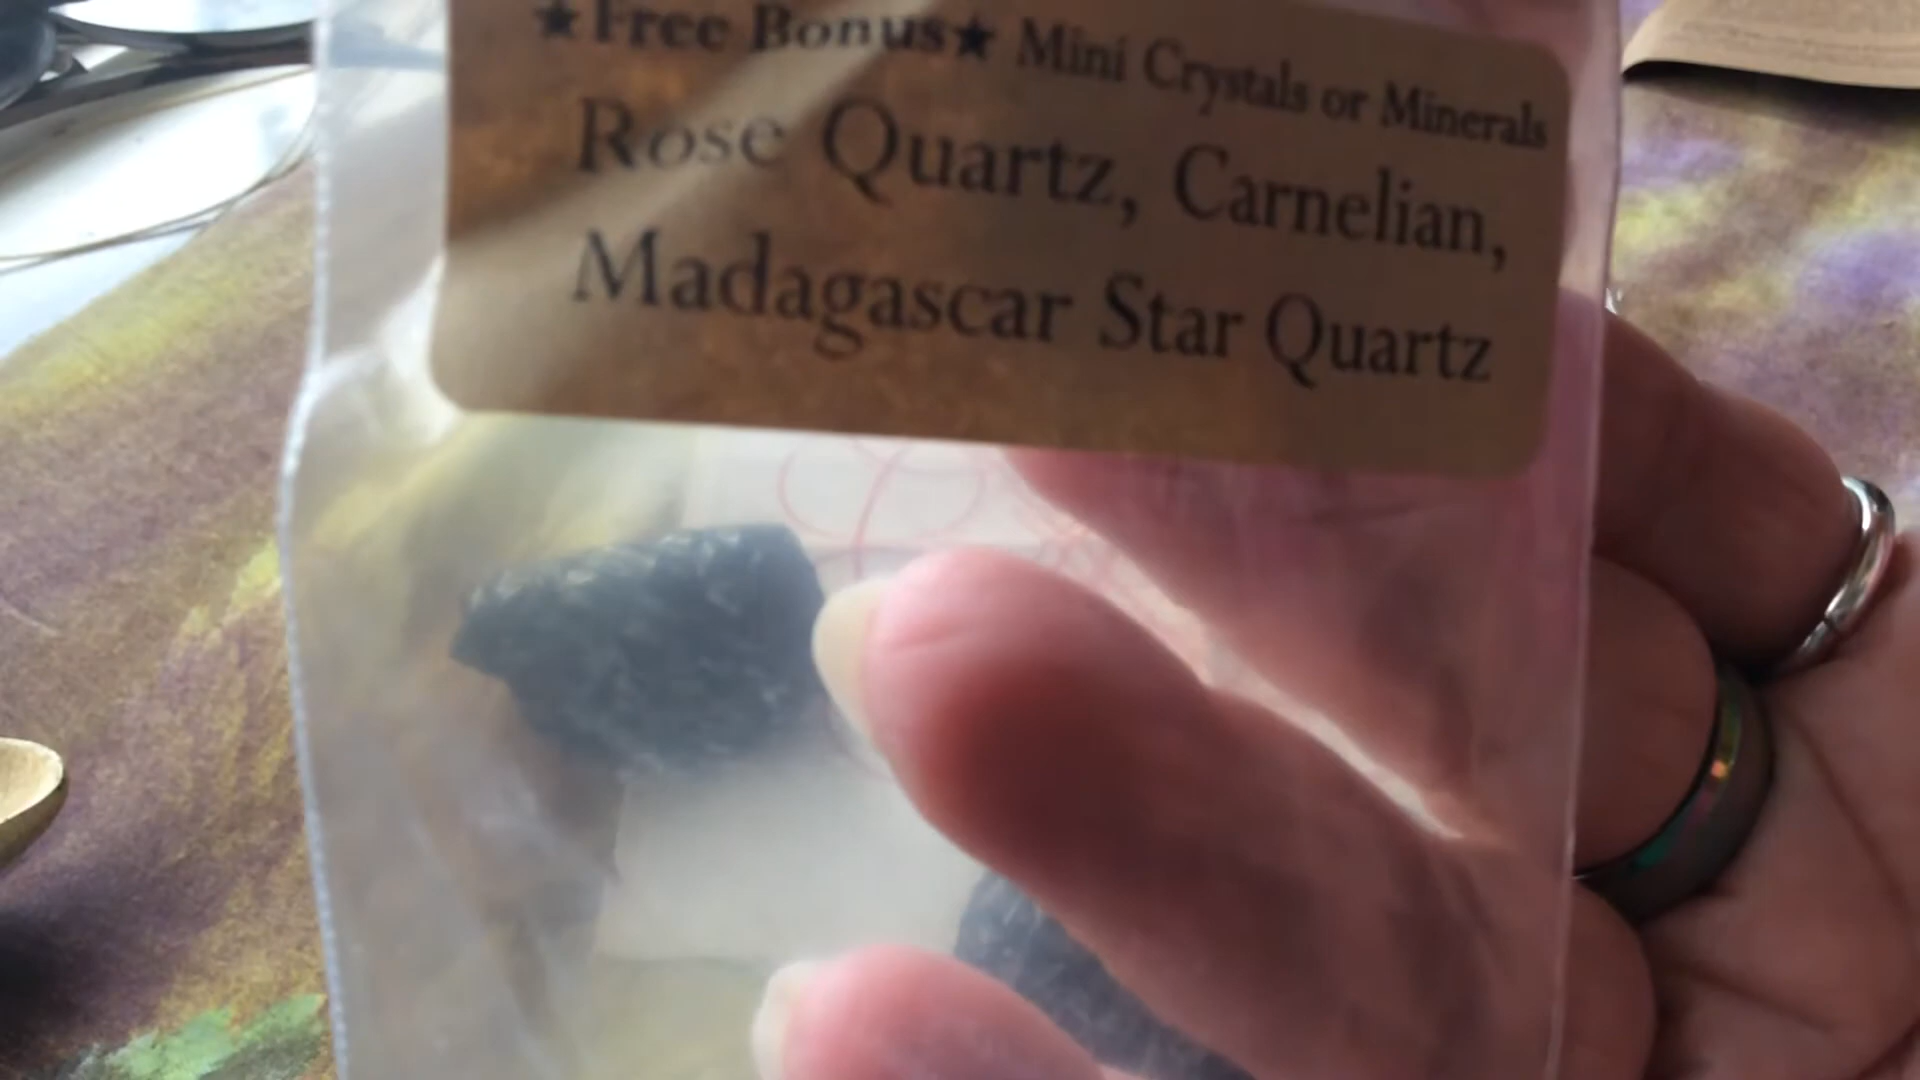 ★Free Bonus★ Mini Crystals or Minerals
Rose Quartz, Carnelian,
Madagascar Star Quartz